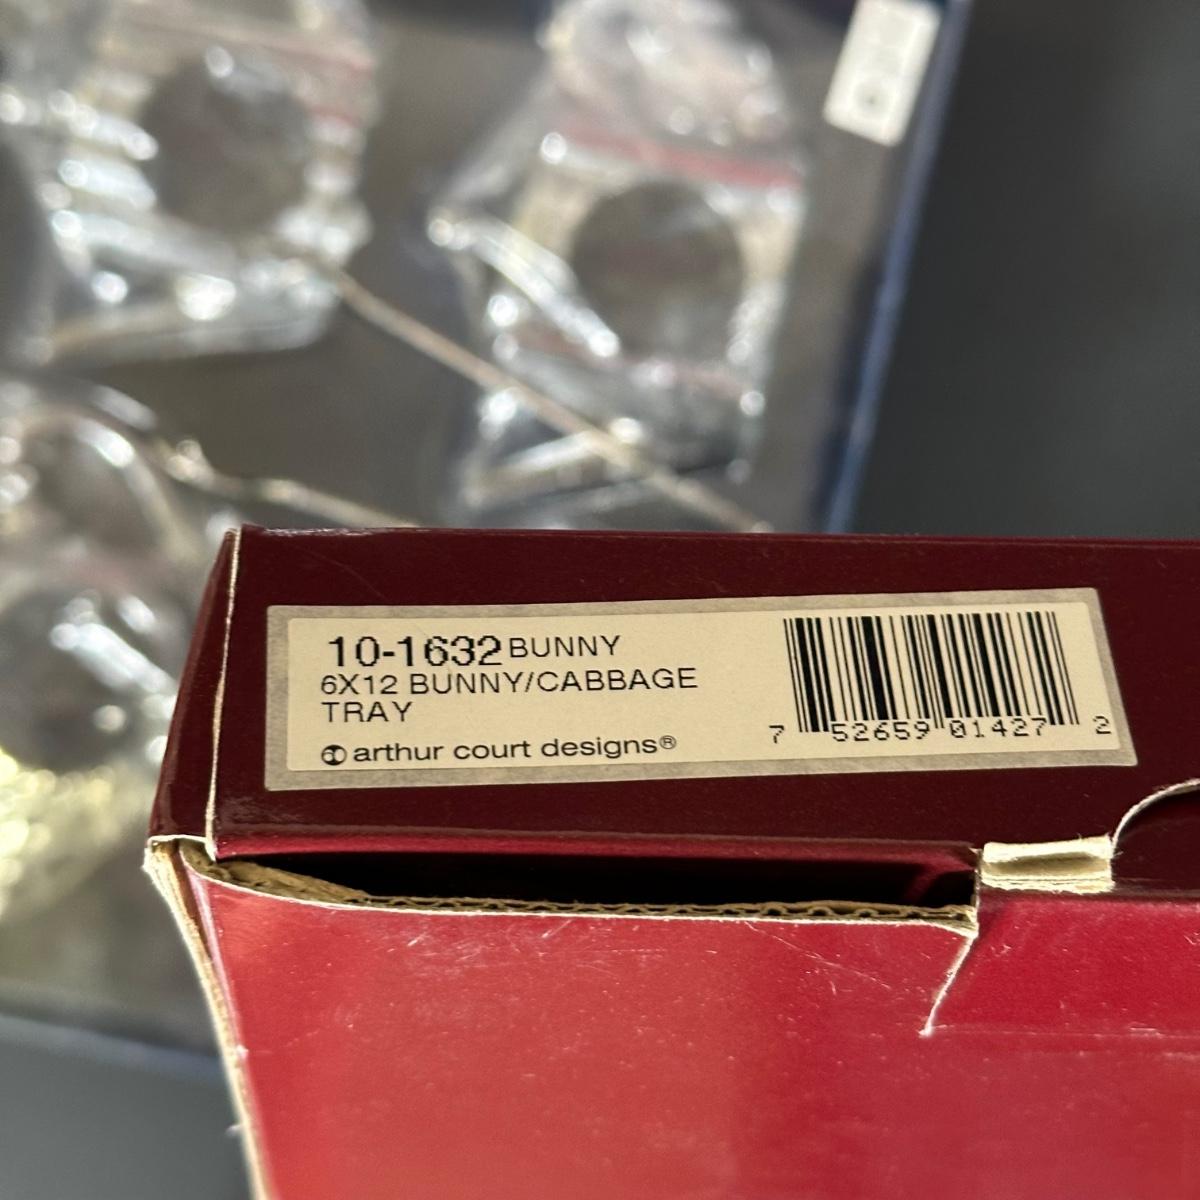 10-1632 BUNNY
6X12 BUNNY/CABBAGE
TRAY
arthur court designs®
7 52659 01427 2